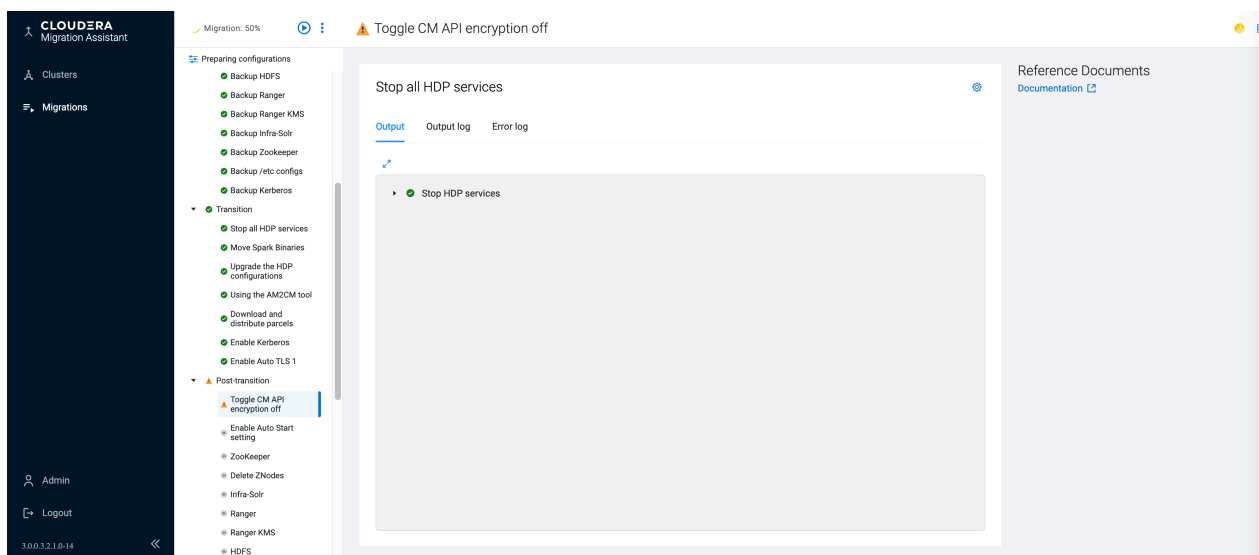 CLOUDERA
Migration Assistant
Clusters
Migrations
Admin
Logout
3.0.0.3.2.1.0-14
Migration: 50%
Preparing configurations
Backup HDFS
Backup Ranger
Backup Ranger KMS
Backup Infra-Solr
Backup Zookeeper
Backup /etc configs
Backup Kerberos
Transition
Stop all HDP services
Move Spark Binaries
Upgrade the HDP
configurations
Using the AM2CM tool
Download and
distribute parcels
Enable Kerberos
Enable Auto TLS 1
Post-transition
Toggle CM API
encryption off
Enable Auto Start
setting
ZooKeeper
Delete ZNodes
Infra-Solr
Ranger
Ranger KMS
HDFS
Toggle CM API encryption off
Stop all HDP services
Output Output log Error log
Stop HDP services
Reference Documents
Documentation